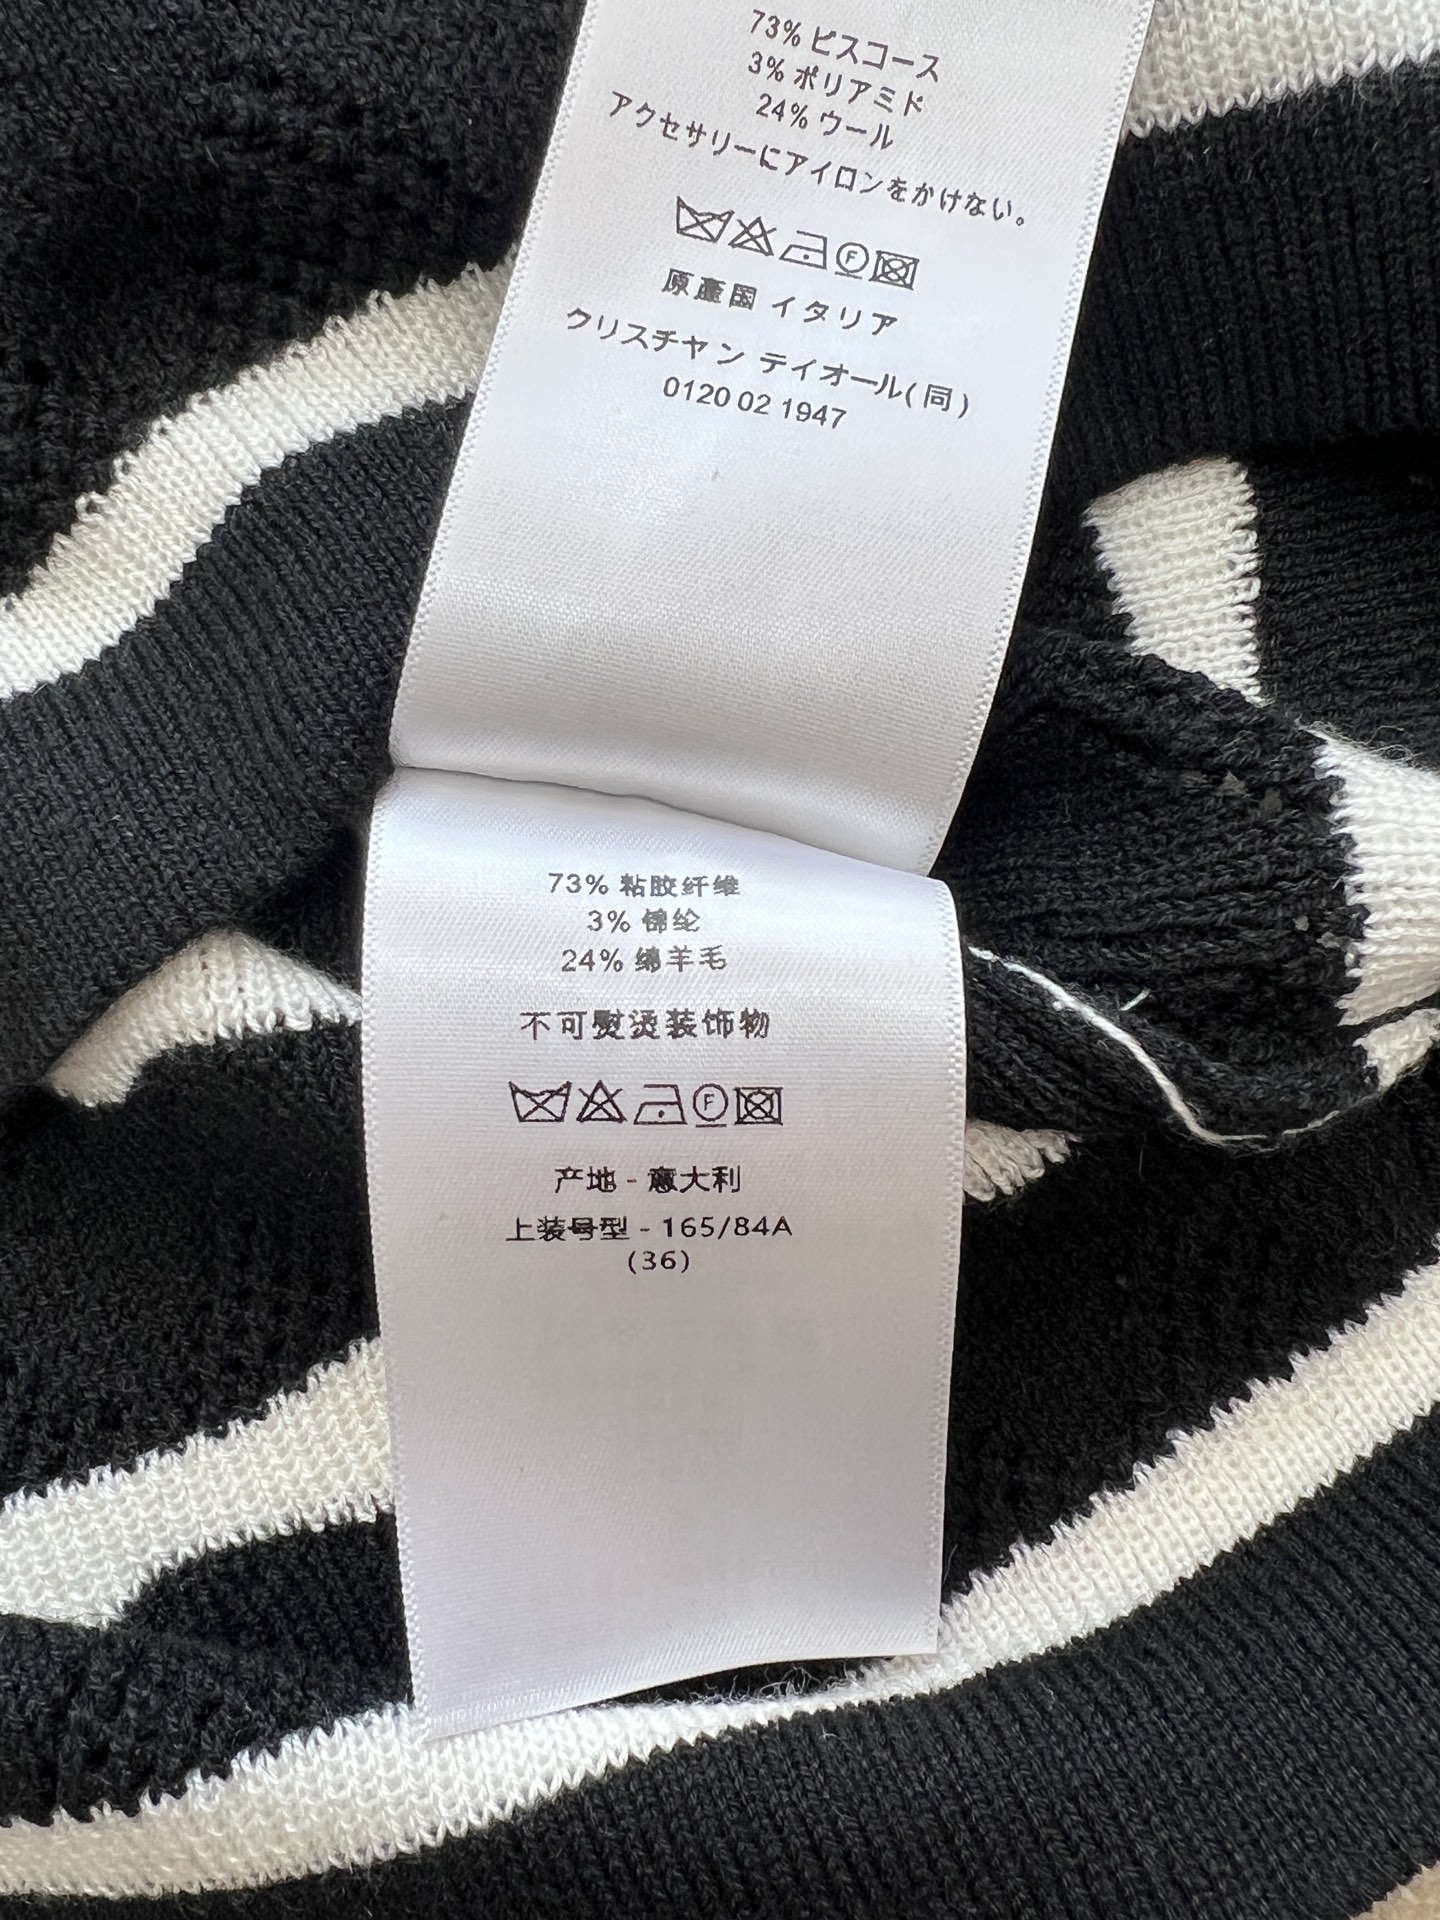 73% ビスコース
3% ポリアミド
24% ウール
アクセサリーにアイロンをかけない。
F
原産国 イタリア
クリスチャン ディオール(同)
0120 02 1947
73% 粘胶纤维
3% 锦纶
24% 绵羊毛
不可熨烫装饰物
F
产地 - 意大利
上装号型 - 165/84A
(36)